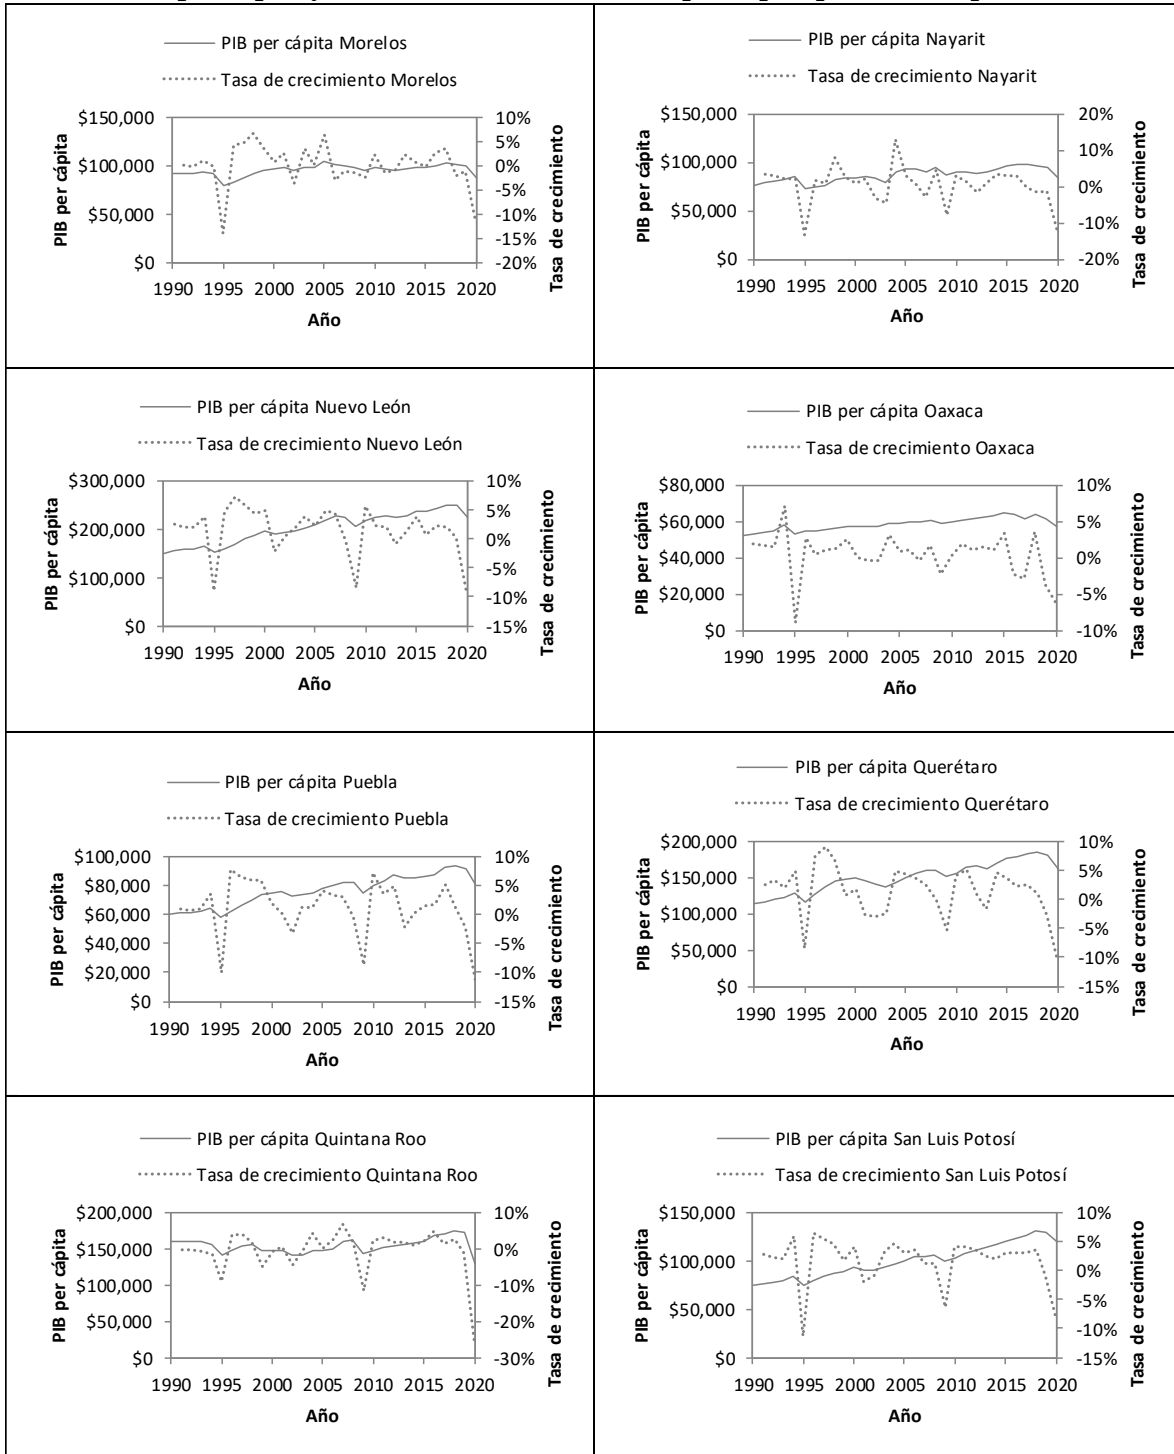 PIB per cápita Morelos
Tasa de crecimiento Morelos
$150,000
$100,000
$50,000
$0
10%
5%
0%
-5%
-10%
-15%
-20%
1990 1995 2000 2005 2010 2015 2020
PIB per cápita
Tasa de crecimiento
Año
PIB per cápita Nayarit
Tasa de crecimiento Nayarit
$150,000
$100,000
$50,000
$0
20%
10%
0%
-10%
-20%
1990 1995 2000 2005 2010 2015 2020
PIB per cápita
Tasa de crecimiento
Año
PIB per cápita Nuevo León
Tasa de crecimiento Nuevo León
$300,000
$200,000
$100,000
$0
10%
5%
0%
-5%
-10%
-15%
1990 1995 2000 2005 2010 2015 2020
PIB per cápita
Tasa de crecimiento
Año
PIB per cápita Oaxaca
Tasa de crecimiento Oaxaca
$80,000
$60,000
$40,000
$20,000
$0
10%
5%
0%
-5%
-10%
1990 1995 2000 2005 2010 2015 2020
PIB per cápita
Tasa de crecimiento
Año
PIB per cápita Puebla
Tasa de crecimiento Puebla
$100,000
$80,000
$60,000
$40,000
$20,000
$0
10%
5%
0%
-5%
-10%
-15%
1990 1995 2000 2005 2010 2015 2020
PIB per cápita
Tasa de crecimiento
Año
PIB per cápita Querétaro
Tasa de crecimiento Querétaro
$200,000
$150,000
$100,000
$50,000
$0
10%
5%
0%
-5%
-10%
-15%
1990 1995 2000 2005 2010 2015 2020
PIB per cápita
Tasa de crecimiento
Año
PIB per cápita Quintana Roo
Tasa de crecimiento Quintana Roo
$200,000
$150,000
$100,000
$50,000
$0
10%
0%
-10%
-20%
-30%
1990 1995 2000 2005 2010 2015 2020
PIB per cápita
Tasa de crecimiento
Año
PIB per cápita San Luis Potosí
Tasa de crecimiento San Luis Potosí
$150,000
$100,000
$50,000
$0
10%
5%
0%
-5%
-10%
-15%
1990 1995 2000 2005 2010 2015 2020
PIB per cápita
Tasa de crecimiento
Año